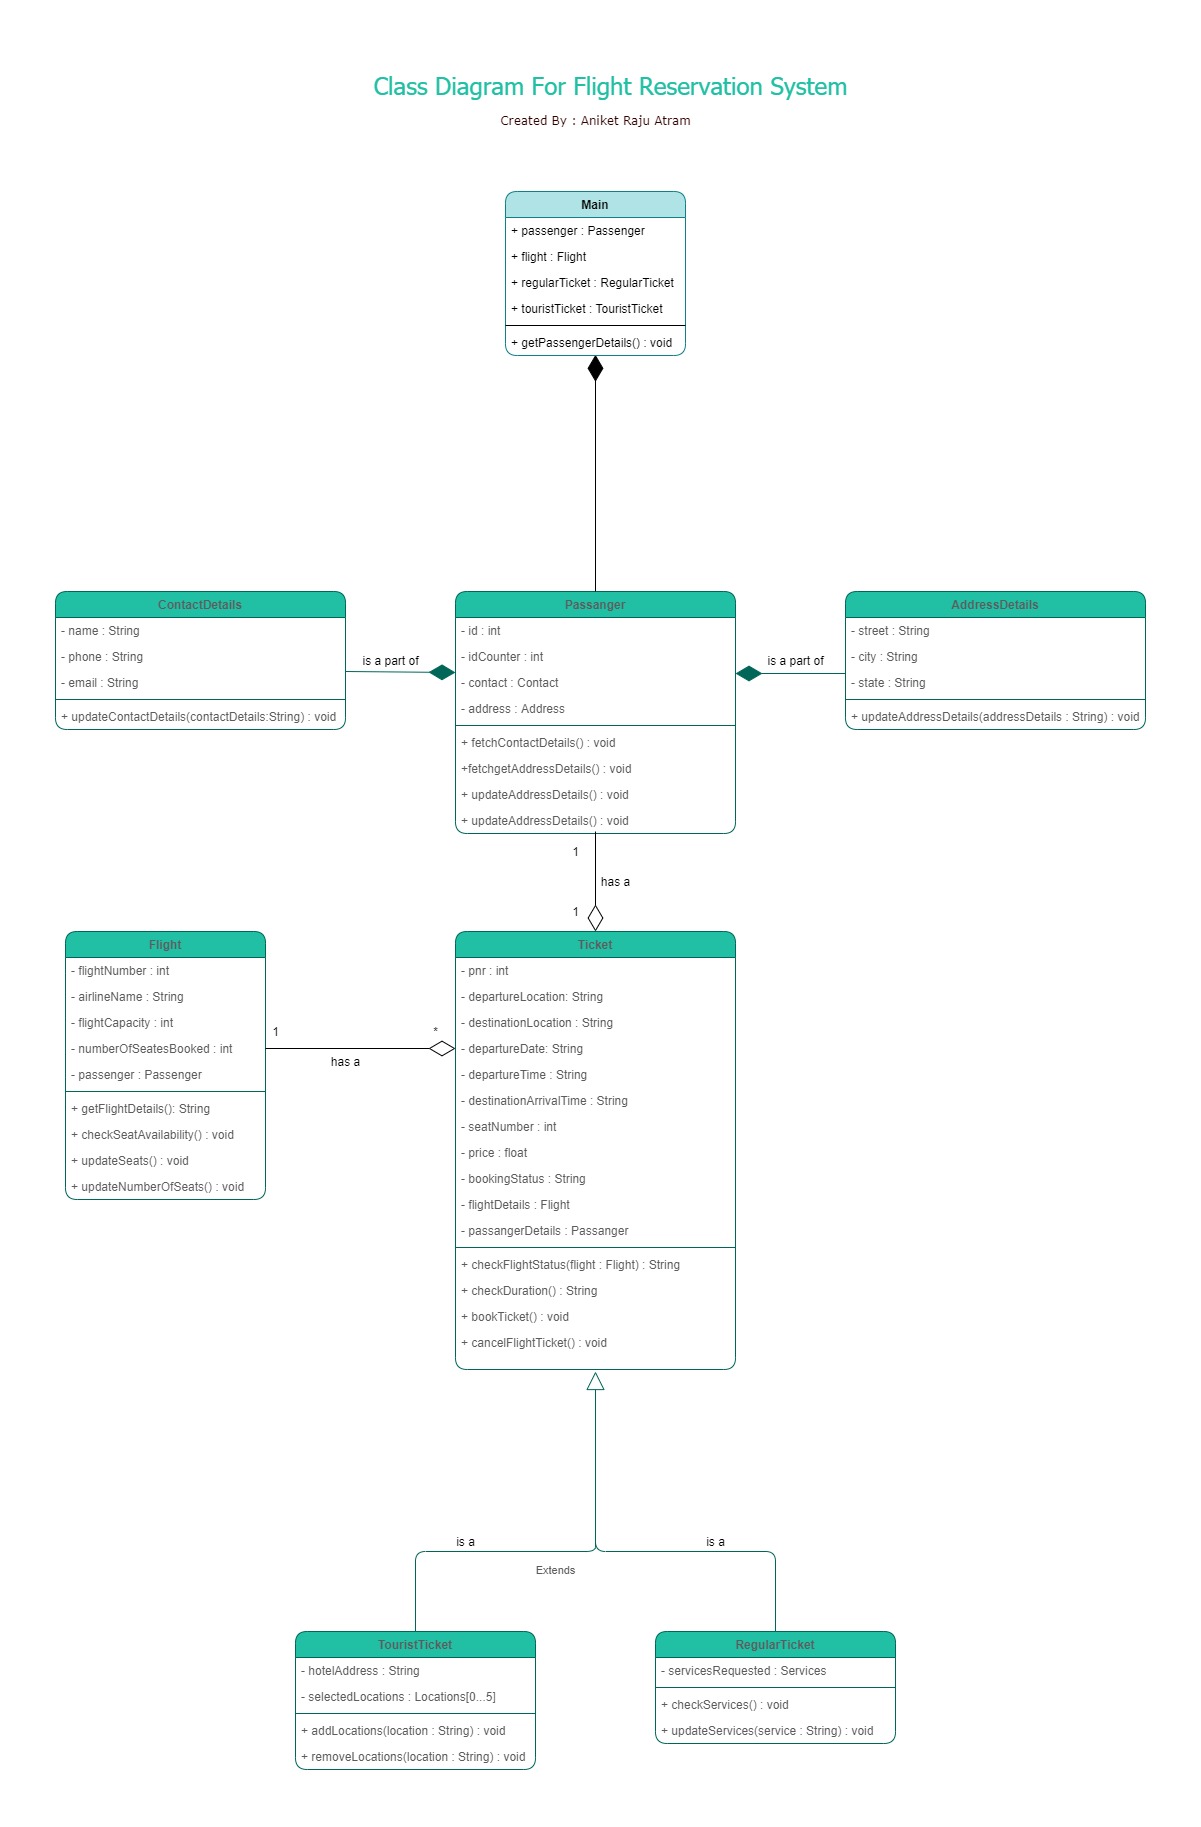 Class Diagram For Flight Reservation System
Created By : Aniket Raju Atram
Main
+ passenger : Passenger
+ flight : Flight
+ regularTicket : RegularTicket
+ touristTicket : TouristTicket
+ getPassengerDetails() : void
ContactDetails
- name : String
- phone : String
- email : String
+ updateContactDetails(contactDetails:String) : void
is a part of
Passanger
- id : int
- idCounter : int
- contact : Contact
- address : Address
+ fetchContactDetails() : void
+fetchgetAddressDetails() : void
+ updateAddressDetails() : void
+ updateAddressDetails() : void
is a part of
AddressDetails
- street : String
- city : String
- state : String
+ updateAddressDetails(addressDetails : String) : void
1
has a
1
Flight
- flightNumber : int
- airlineName : String
- flightCapacity : int
- numberOfSeatesBooked : int
- passenger : Passenger
+ getFlightDetails(): String
+ checkSeatAvailability() : void
+ updateSeats() : void
+ updateNumberOfSeats() : void
1
*
has a
Ticket
- pnr : int
- departureLocation: String
- destinationLocation : String
- departureDate: String
- departureTime : String
- destinationArrivalTime : String
- seatNumber : int
- price : float
- bookingStatus : String
- flightDetails : Flight
- passangerDetails : Passanger
+ checkFlightStatus(flight : Flight) : String
+ checkDuration() : String
+ bookTicket() : void
+ cancelFlightTicket() : void
is a
is a
Extends
TouristTicket
- hotelAddress : String
- selectedLocations : Locations[0...5]
+ addLocations(location : String) : void
+ removeLocations(location : String) : void
RegularTicket
- servicesRequested : Services
+ checkServices() : void
+ updateServices(service : String) : void